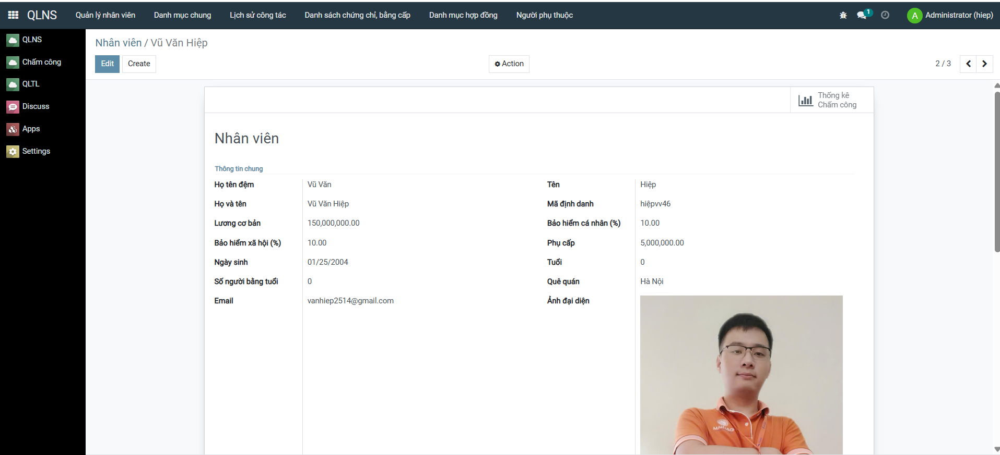 QLNS Quản lý nhân viên Danh mục chung Lịch sử công tác Danh sách chứng chỉ, bằng cấp Danh mục hợp đồng Người phụ thuộc 1 A Administrator (hiep)
QLNS
Chấm công
QLTL
Discuss
Apps
Settings
Nhân viên / Vũ Văn Hiệp
Edit Create Action 2 / 3
Thống kê
Chấm công
Nhân viên
Thông tin chung
Họ tên đệm Vũ Văn Tên Hiệp
Họ và tên Vũ Văn Hiệp Mã định danh hiệpvv46
Lương cơ bản 150,000,000.00 Bảo hiểm cá nhân (%) 10.00
Bảo hiểm xã hội (%) 10.00 Phụ cấp 5,000,000.00
Ngày sinh 01/25/2004 Tuổi 0
Số người bằng tuổi 0 Quê quán Hà Nội
Email vanhiep2514@gmail.com Ảnh đại diện